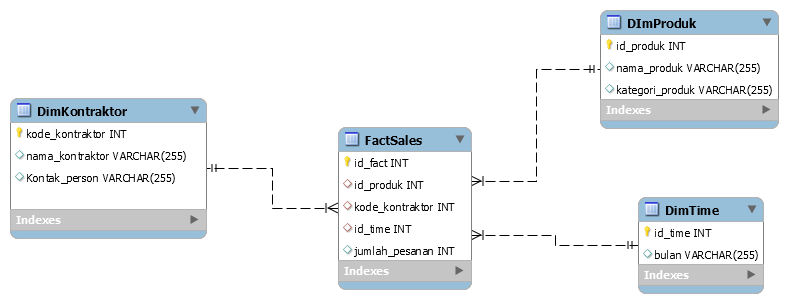 DimKontraktor
kode_kontraktor INT
nama_kontraktor VARCHAR(255)
Kontak_person VARCHAR(255)
Indexes
FactSales
id_fact INT
id_produk INT
kode_kontraktor INT
id_time INT
jumlah_pesanan INT
Indexes
DImProduk
id_produk INT
nama_produk VARCHAR(255)
kategori_produk VARCHAR(255)
Indexes
DimTime
id_time INT
bulan VARCHAR(255)
Indexes